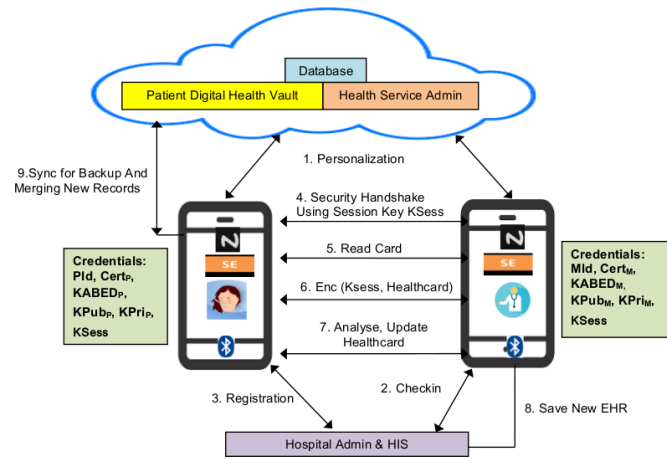 Database
Patient Digital Health Vault
Health Service Admin
1. Personalization
9.Sync for Backup And
Merging New Records
4. Security Handshake
Using Session Key KSess
5. Read Card
6. Enc (Ksess, Healthcard)
7. Analyse, Update
Healthcard
SE
SE
Credentials:
PId, CertP,
KABEDP,
KPubP, KPriP,
KSess
Credentials:
MId, CertM,
KABEDM,
KPubM, KPriM,
KSess
3. Registration
2. Checkin
8. Save New EHR
Hospital Admin & HIS